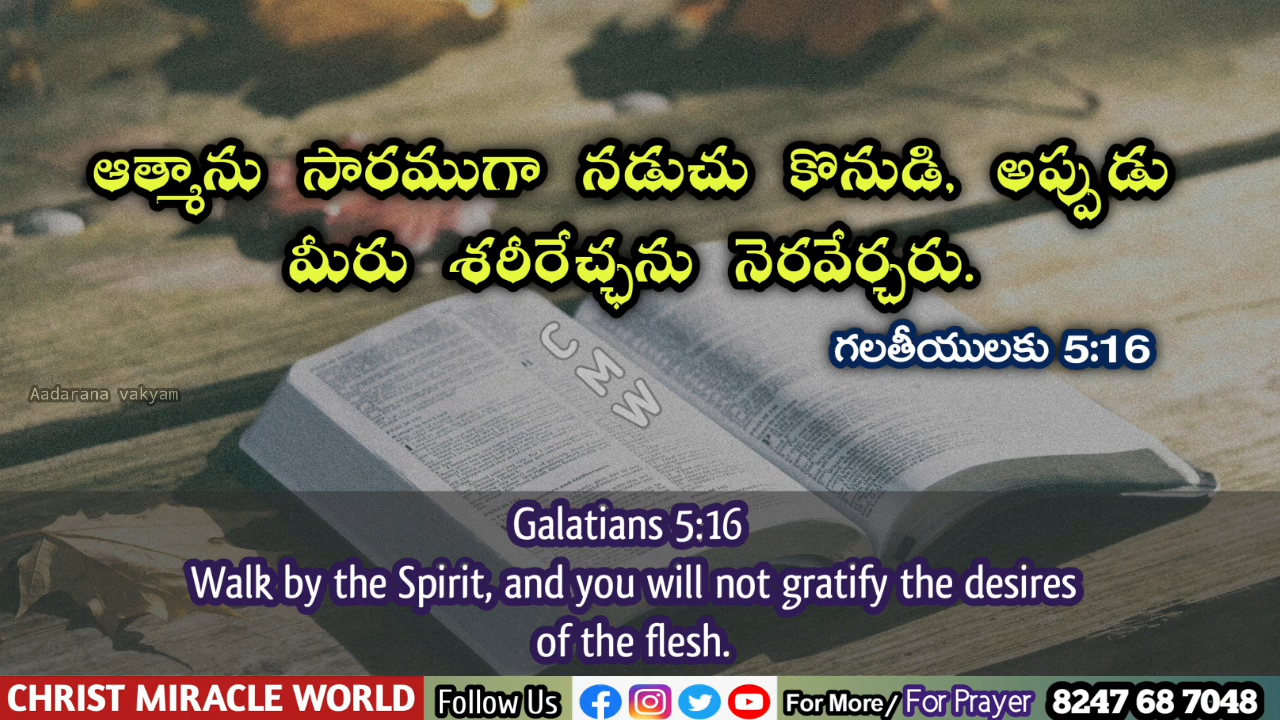 ఆత్మాను సారముగా నడుచు కొనుడి, అప్పుడు
మీరు శరీరేచ్ఛను నెరవేర్చరు.
గలతీయులకు 5:16
CMW
Aadarana vakyam
Galatians 5:16
Walk by the Spirit, and you will not gratify the desires
of the flesh.
CHRIST MIRACLE WORLD Follow Us For More/ For Prayer 8247 68 7048